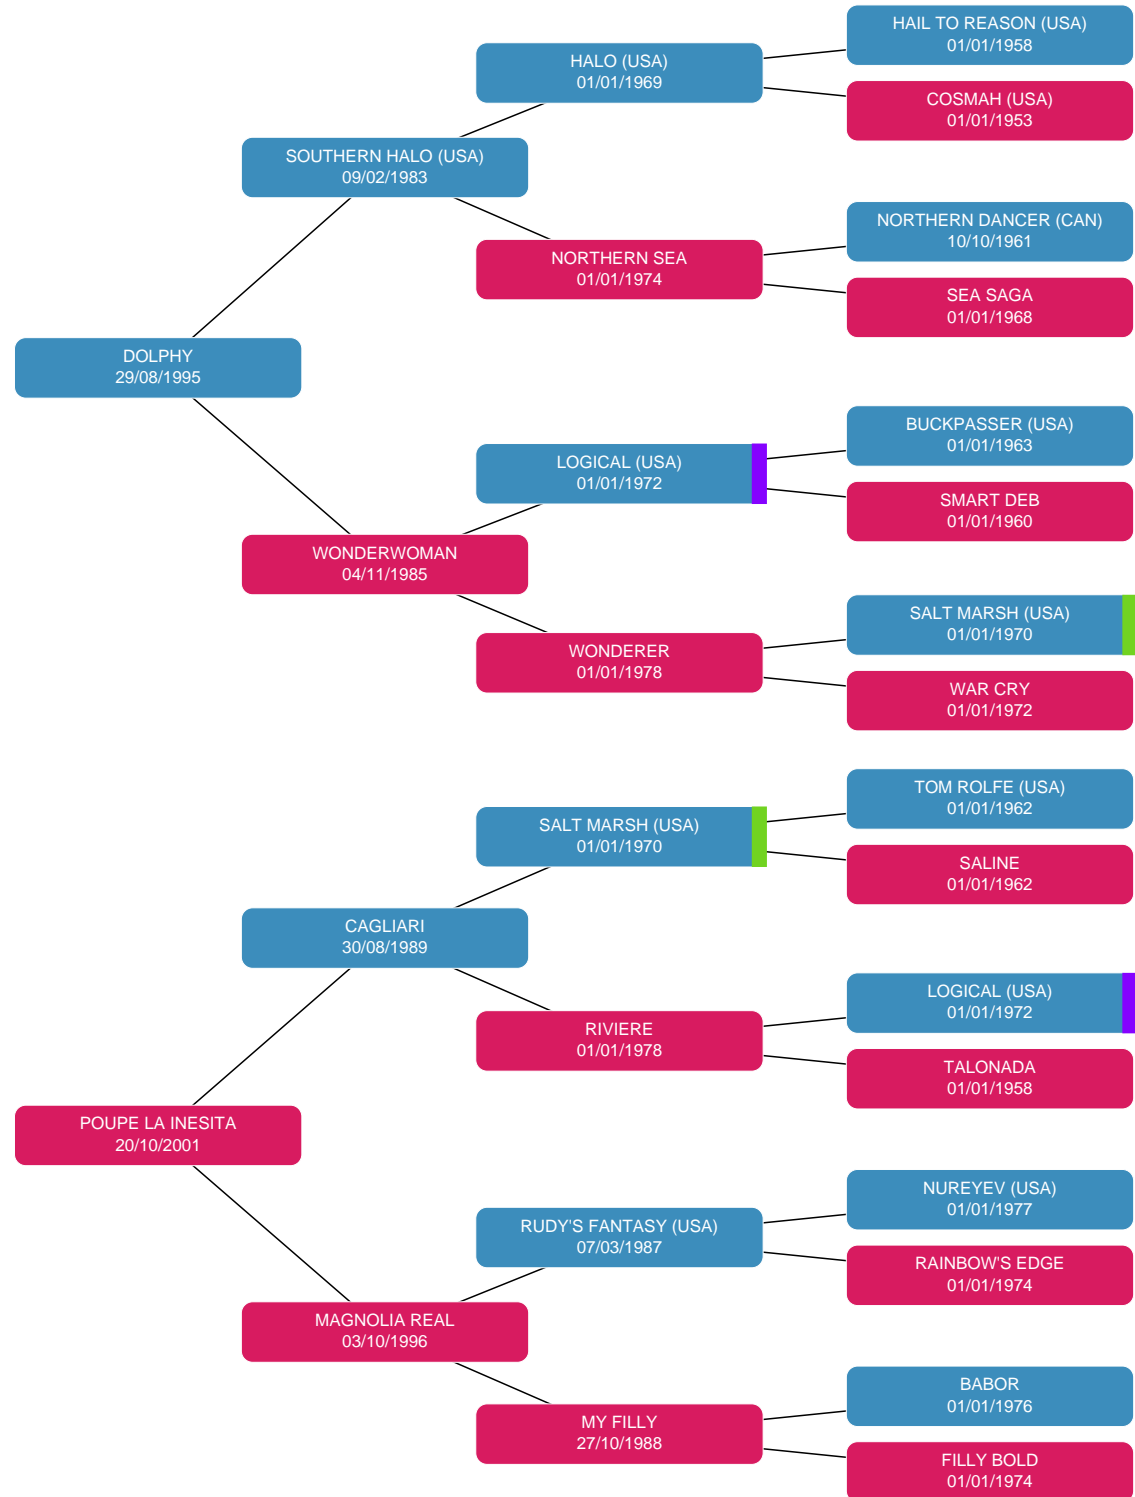 HAIL TO REASON (USA)
01/01/1958
HALO (USA)
01/01/1969
COSMAH (USA)
01/01/1953
SOUTHERN HALO (USA)
09/02/1983
NORTHERN DANCER (CAN)
10/10/1961
NORTHERN SEA
01/01/1974
SEA SAGA
01/01/1968
DOLPHY
29/08/1995
BUCKPASSER (USA)
01/01/1963
LOGICAL (USA)
01/01/1972
SMART DEB
01/01/1960
WONDERWOMAN
04/11/1985
SALT MARSH (USA)
01/01/1970
WONDERER
01/01/1978
WAR CRY
01/01/1972
TOM ROLFE (USA)
01/01/1962
SALT MARSH (USA)
01/01/1970
SALINE
01/01/1962
CAGLIARI
30/08/1989
LOGICAL (USA)
01/01/1972
RIVIERE
01/01/1978
TALONADA
01/01/1958
POUPE LA INESITA
20/10/2001
NUREYEV (USA)
01/01/1977
RUDY'S FANTASY (USA)
07/03/1987
RAINBOW'S EDGE
01/01/1974
MAGNOLIA REAL
03/10/1996
BABOR
01/01/1976
MY FILLY
27/10/1988
FILLY BOLD
01/01/1974